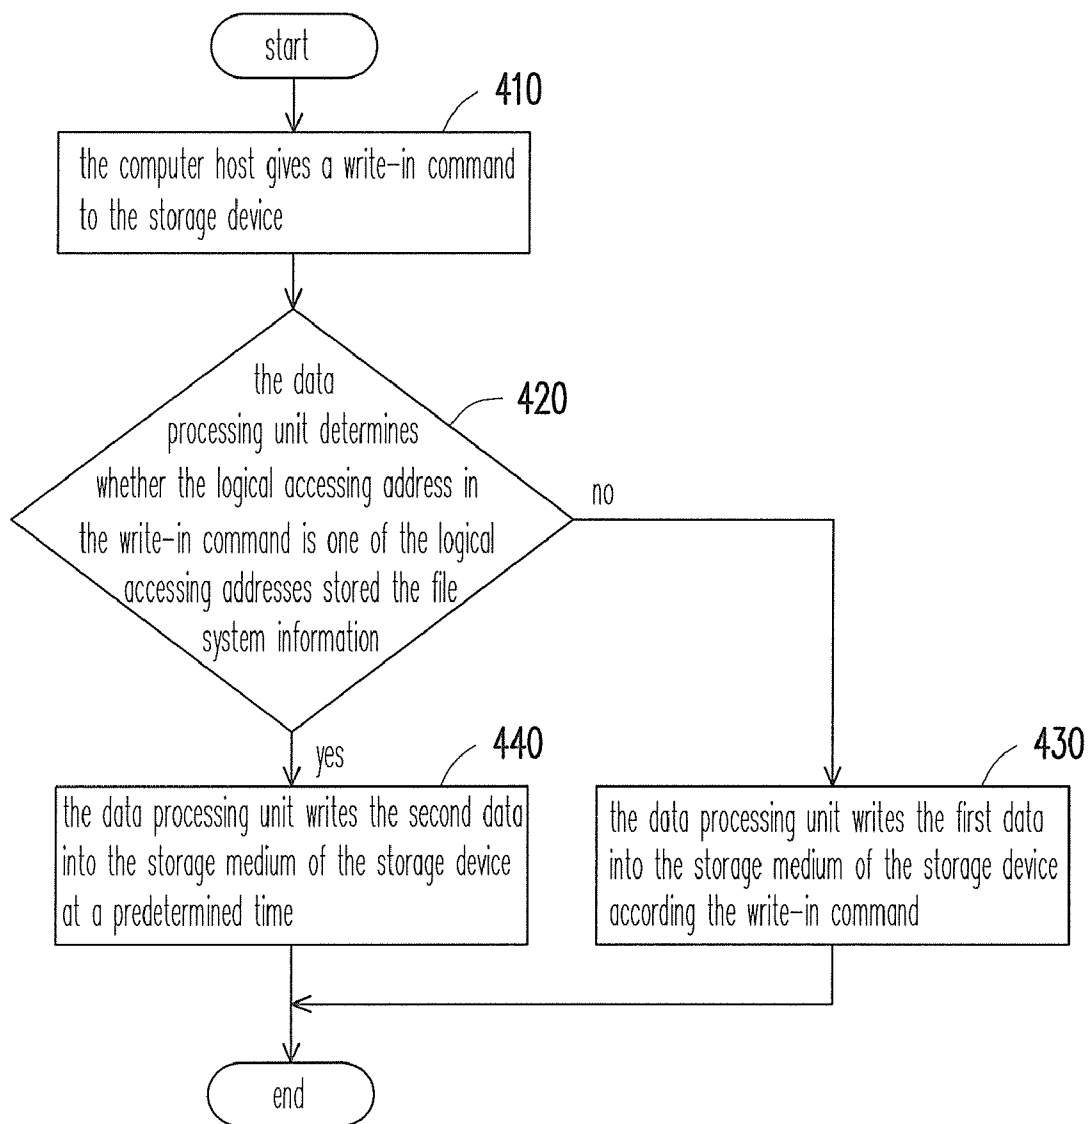 start
410
the computer host gives a write-in command
to the storage device
420
the data
processing unit determines
whether the logical accessing address in
the write-in command is one of the logical
accessing addresses stored the file
system information
no
yes
440
the data processing unit writes the second data
into the storage medium of the storage device
at a predetermined time
430
the data processing unit writes the first data
into the storage medium of the storage device
according the write-in command
end